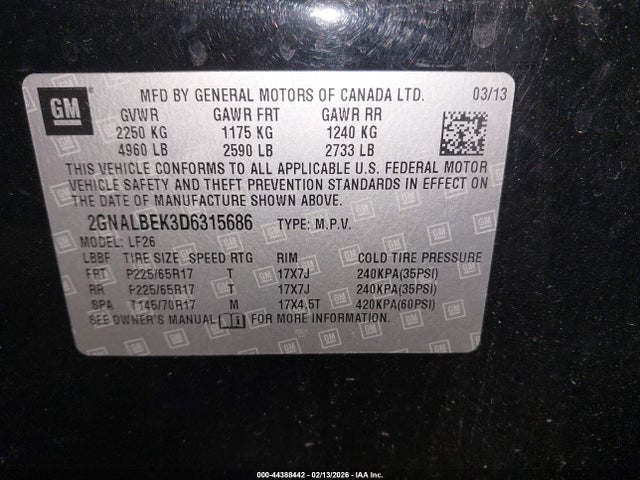 GM
MFD BY GENERAL MOTORS OF CANADA LTD. 03/13
GVWR GAWR FRT GAWR RR
2250 KG 1175 KG 1240 KG
4960 LB 2590 LB 2733 LB
THIS VEHICLE CONFORMS TO ALL APPLICABLE U.S. FEDERAL MOTOR
VEHICLE SAFETY AND THEFT PREVENTION STANDARDS IN EFFECT ON
THE DATE OF MANUFACTURE SHOWN ABOVE.
2GNALBEK3D6315686 TYPE: M.P.V.
MODEL: LF26
LBBF TIRE SIZE SPEED RTG RIM COLD TIRE PRESSURE
FRT P225/65R17 T 17X7J 240KPA(35PSI)
RR P225/65R17 T 17X7J 240KPA(35PSI)
SPA T145/70R17 M 17X4.5T 420KPA(60PSI)
SEE OWNER'S MANUAL FOR MORE INFORMATION.
000-44388442 - 02/13/2026 - IAA Inc.